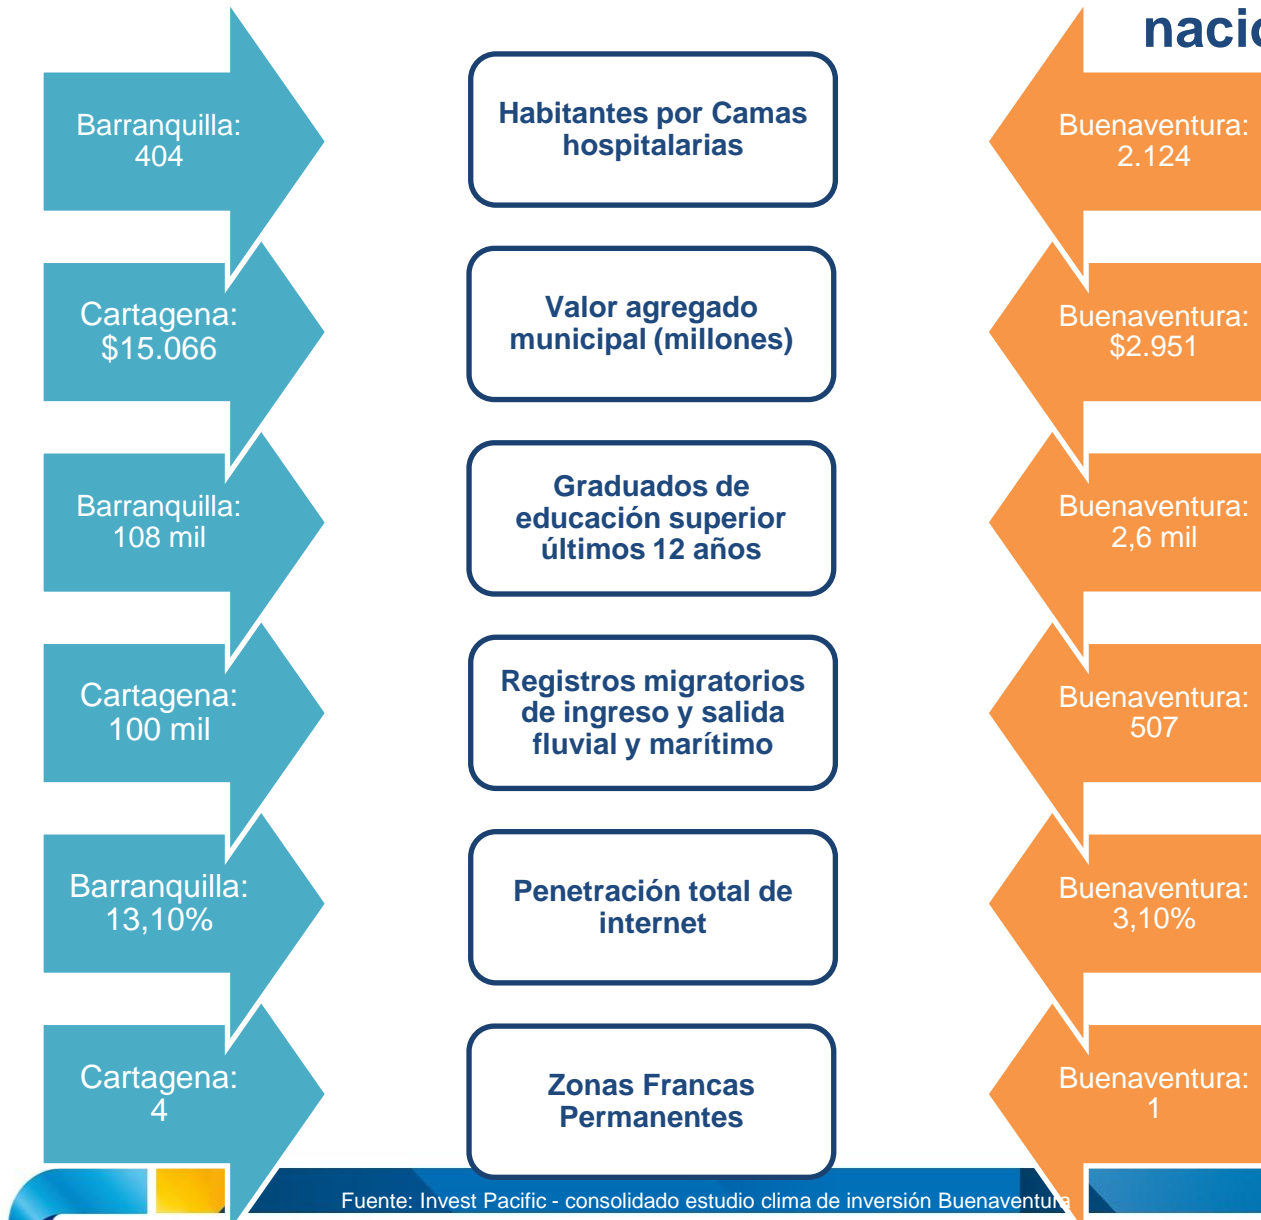 nacio
Barranquilla:
404
Habitantes por Camas
hospitalarias
Buenaventura:
2.124
Cartagena:
$15.066
Valor agregado
municipal (millones)
Buenaventura:
$2.951
Barranquilla:
108 mil
Graduados de
educación superior
últimos 12 años
Buenaventura:
2,6 mil
Cartagena:
100 mil
Registros migratorios
de ingreso y salida
fluvial y marítimo
Buenaventura:
507
Barranquilla:
13,10%
Penetración total de
internet
Buenaventura:
3,10%
Cartagena:
4
Zonas Francas
Permanentes
Buenaventura:
1
Fuente: Invest Pacific - consolidado estudio clima de inversión Buenaventura